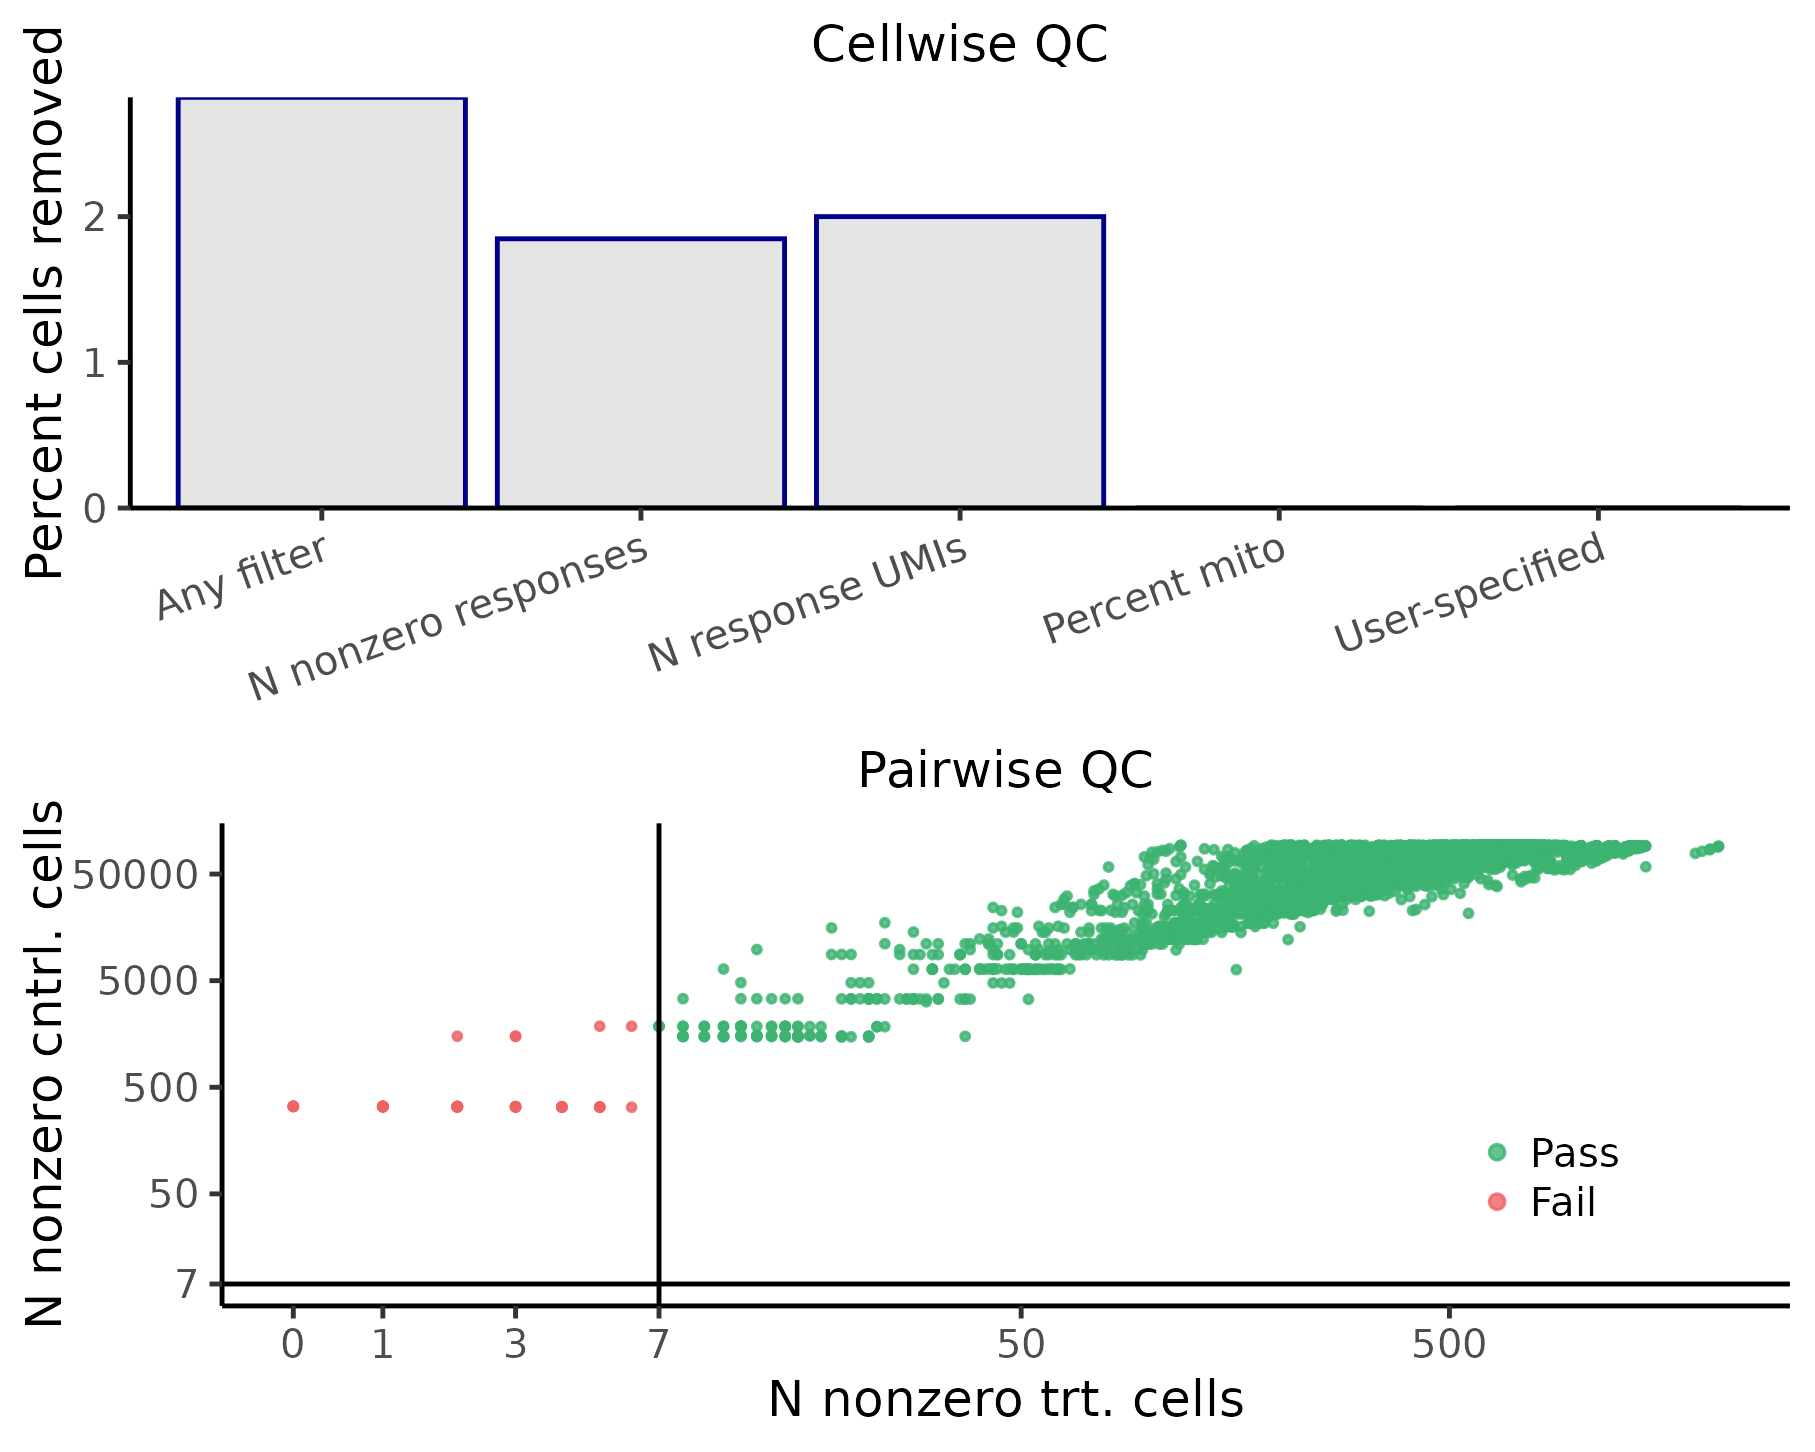 Cellwise QC
Percent cells removed
2
1
0
Any filter
N nonzero responses
N response UMIs
Percent mito
User-specified
Pairwise QC
N nonzero cntrl. cells
50000
5000
500
50
7
Pass
Fail
0 1 3 7 50 500
N nonzero trt. cells